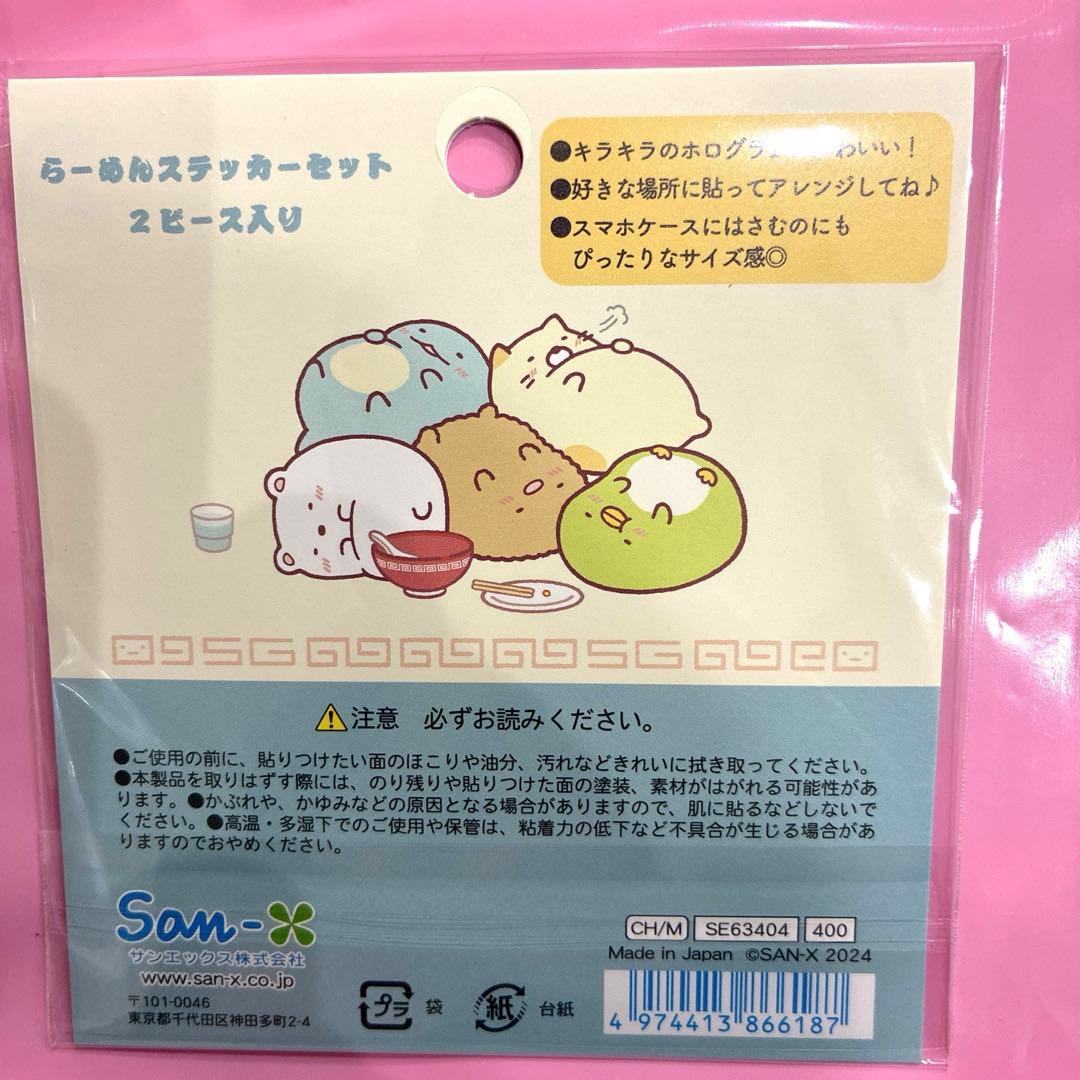 らーめんステッカーセット
2ピース入り
●キラキラのホログラ わいい！
●好きな場所に貼ってアレンジしてね♪
●スマホケースにはさむのにも
ぴったりなサイズ感◎
注意 必ずお読みください。
●ご使用の前に、貼りつけたい面のほこりや油分、汚れなどきれいに拭き取ってください。
●本製品を取りはずす際には、のり残りや貼りつけた面の塗装、素材がはがれる可能性があ
ります。●かぶれや、かゆみなどの原因となる場合がありますので、肌に貼るなどしないで
ください。●高温・多湿下でのご使用や保管は、粘着力の低下など不具合が生じる場合があ
りますのでおやめください。
San-X
サンエックス株式会社
www.san-x.co.jp
〒101-0046
東京都千代田区神田多町2-4
プラ 袋
紙 台紙
CH/M SE63404 400
Made in Japan ©SAN-X 2024
4 974413 866187